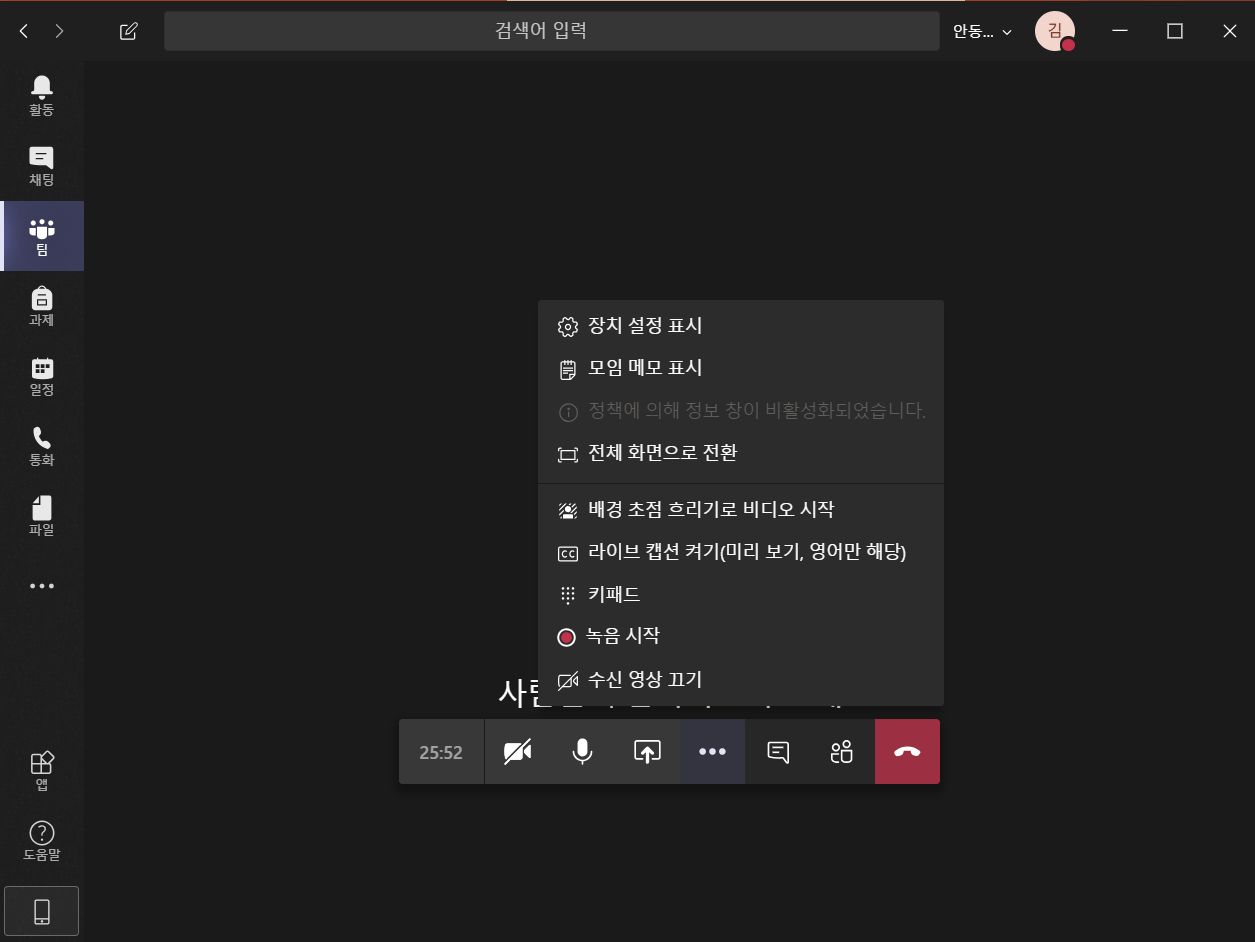 검색어 입력
안동...
김
활동
채팅
팀
과제
일정
통화
파일
장치 설정 표시
모임 메모 표시
정책에 의해 정보 창이 비활성화되었습니다.
전체 화면으로 전환
배경 초점 흐리기로 비디오 시작
CC 라이브 캡션 켜기(미리 보기, 영어만 해당)
키패드
녹음 시작
수신 영상 끄기
25:52
앱
도움말